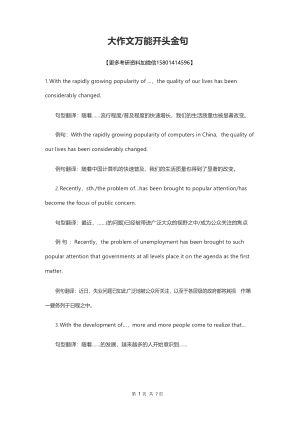 大作文万能开头金句
【更多考研资料加微信15801414596】
1.With the rapidly growing popularity of ..., the quality of our lives has been
considerably changed.
句型翻译：随着......流行程度/普及程度的快速增长，我们的生活质量也被显著改变。
例句：With the rapidly growing popularity of computers in China, the quality of
our lives has been considerably changed.
例句翻译：随着中国计算机的快速普及，我们的生活质量也得到了显著的改变。
2.Recently, sth./the problem of...has been brought to popular attention/has
become the focus of public concern.
句型翻译：最近，……的问题已经被带进广大众的视野之中/成为公众关注的焦点
例句：Recently, the problem of unemployment has been brought to such
popular attention that governments at all levels place it on the agenda as the first
matter.
例句翻译：近日、失业问题已如此广泛地被公众所关注，以至于各层级的政府都将其视 作第
一要务列于日程之中。
3.With the development of..., more and more people come to realize that...
句型翻译：随着……的发展、越来越多的人开始意识到……
第 1 页 共 7 页